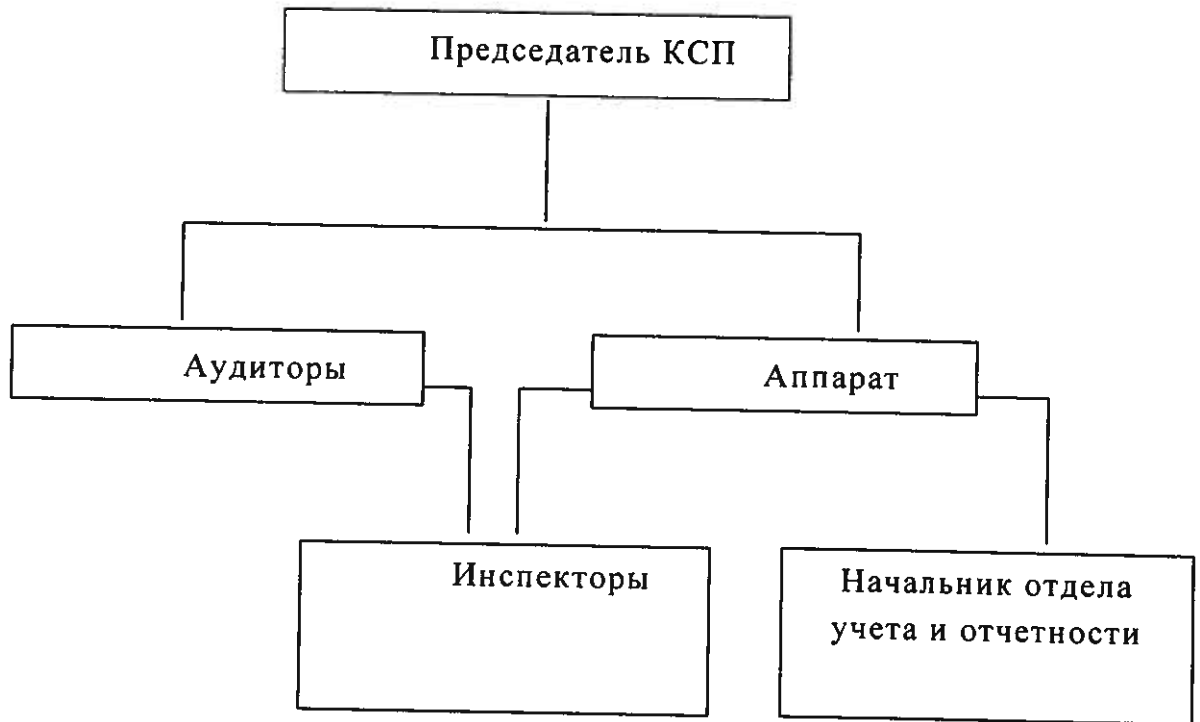 Председатель КСП
Аудиторы
Аппарат
Инспекторы
Начальник отдела
учета и отчетности